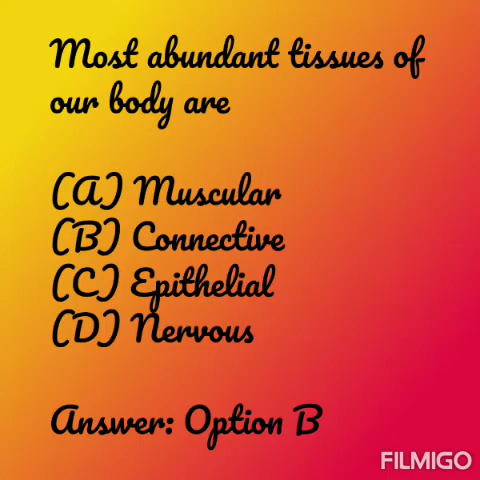 Most abundant tissues of
our body are
(A) Muscular
(B) Connective
(C) Epithelial
(D) Nervous
Answer: Option B
FILMIGO